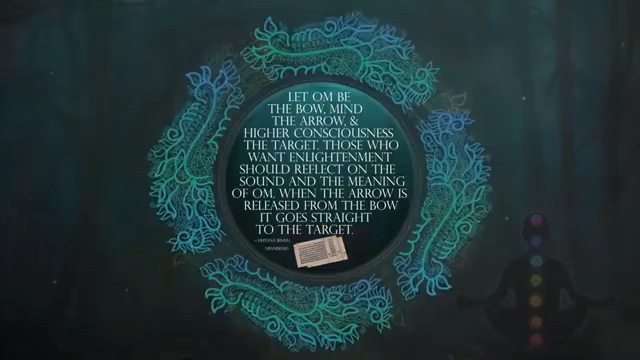 LET OM BE
THE BOW, MIND
THE ARROW, &
HIGHER CONSCIOUSNESS
THE TARGET. THOSE WHO
WANT ENLIGHTENMENT
SHOULD REFLECT ON THE
SOUND AND THE MEANING
OF OM. WHEN THE ARROW IS
RELEASED FROM THE BOW
IT GOES STRAIGHT
TO THE TARGET.
UPANISHADS